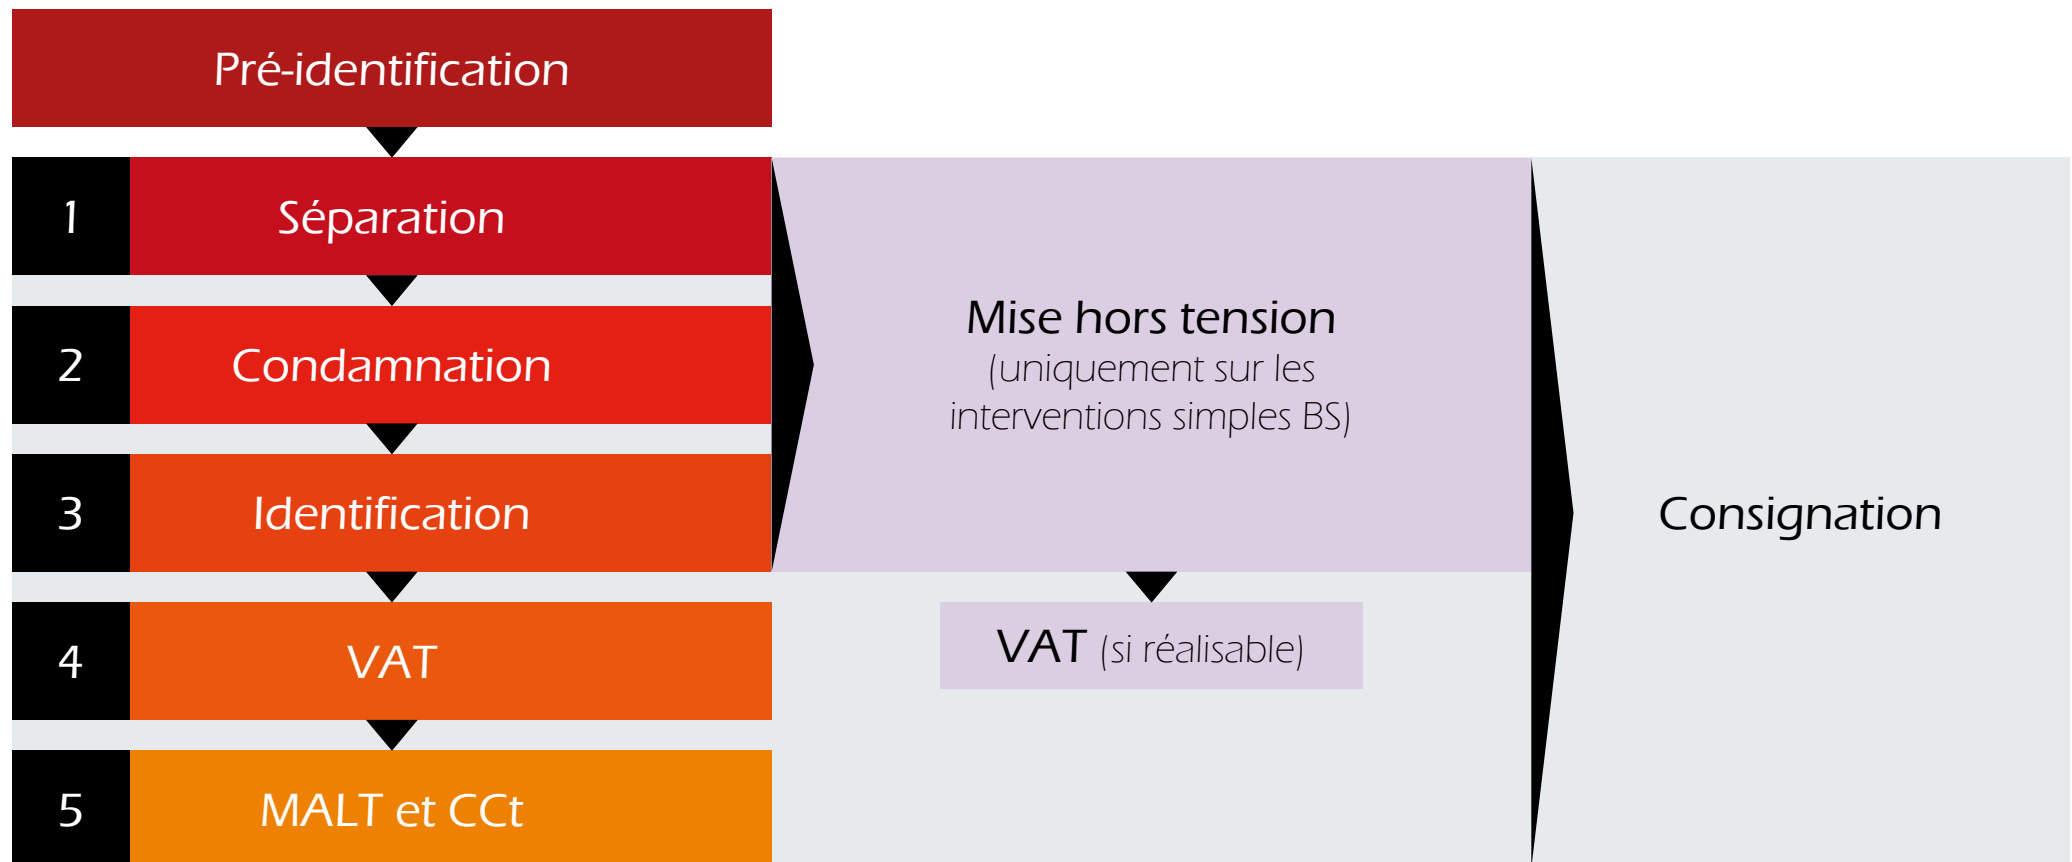 Pré-identification
1 Séparation
2 Condamnation
3 Identification
4 VAT
5 MALT et CCt
Mise hors tension
(uniquement sur les
interventions simples BS)
VAT (si réalisable)
Consignation